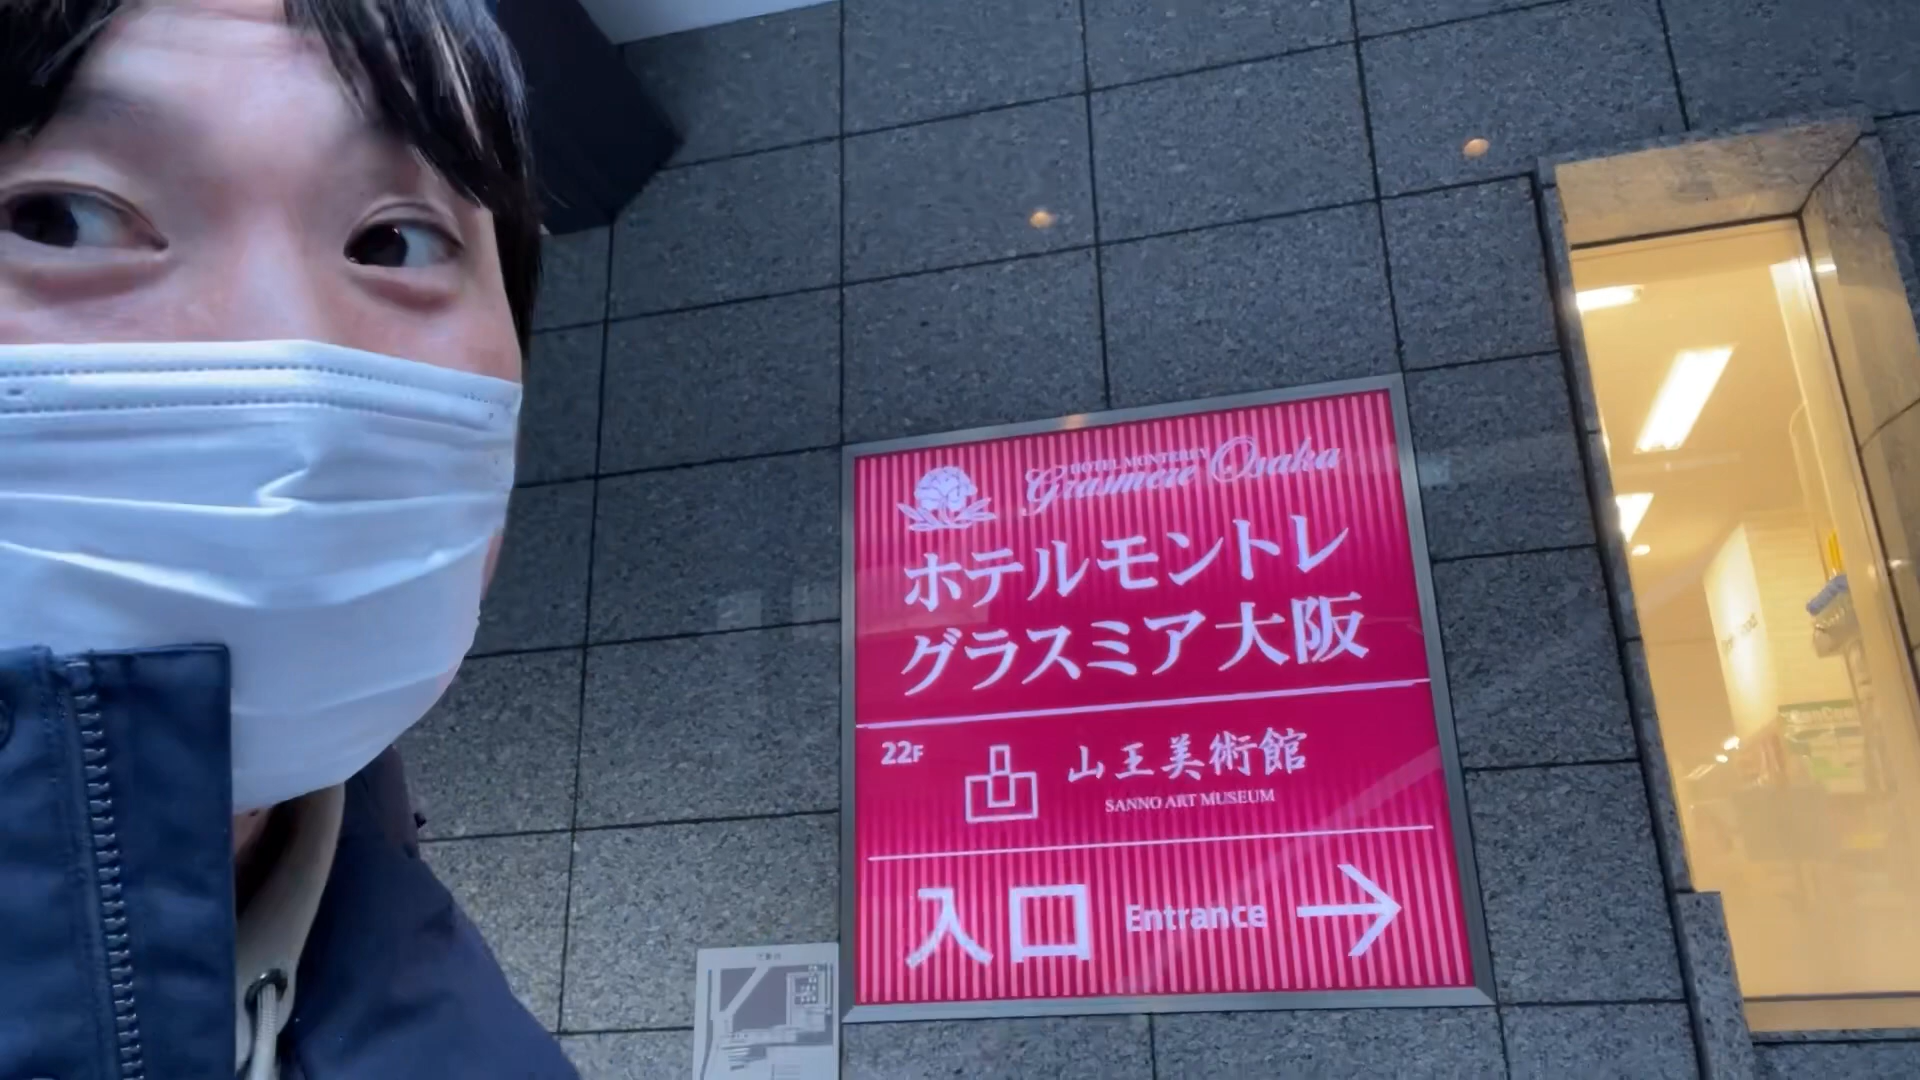 HOTEL MONTEREY
Grasmere Osaka
ホテルモントレ
グラスミア大阪
22F
山王美術館
SANNO ART MUSEUM
入口 Entrance →